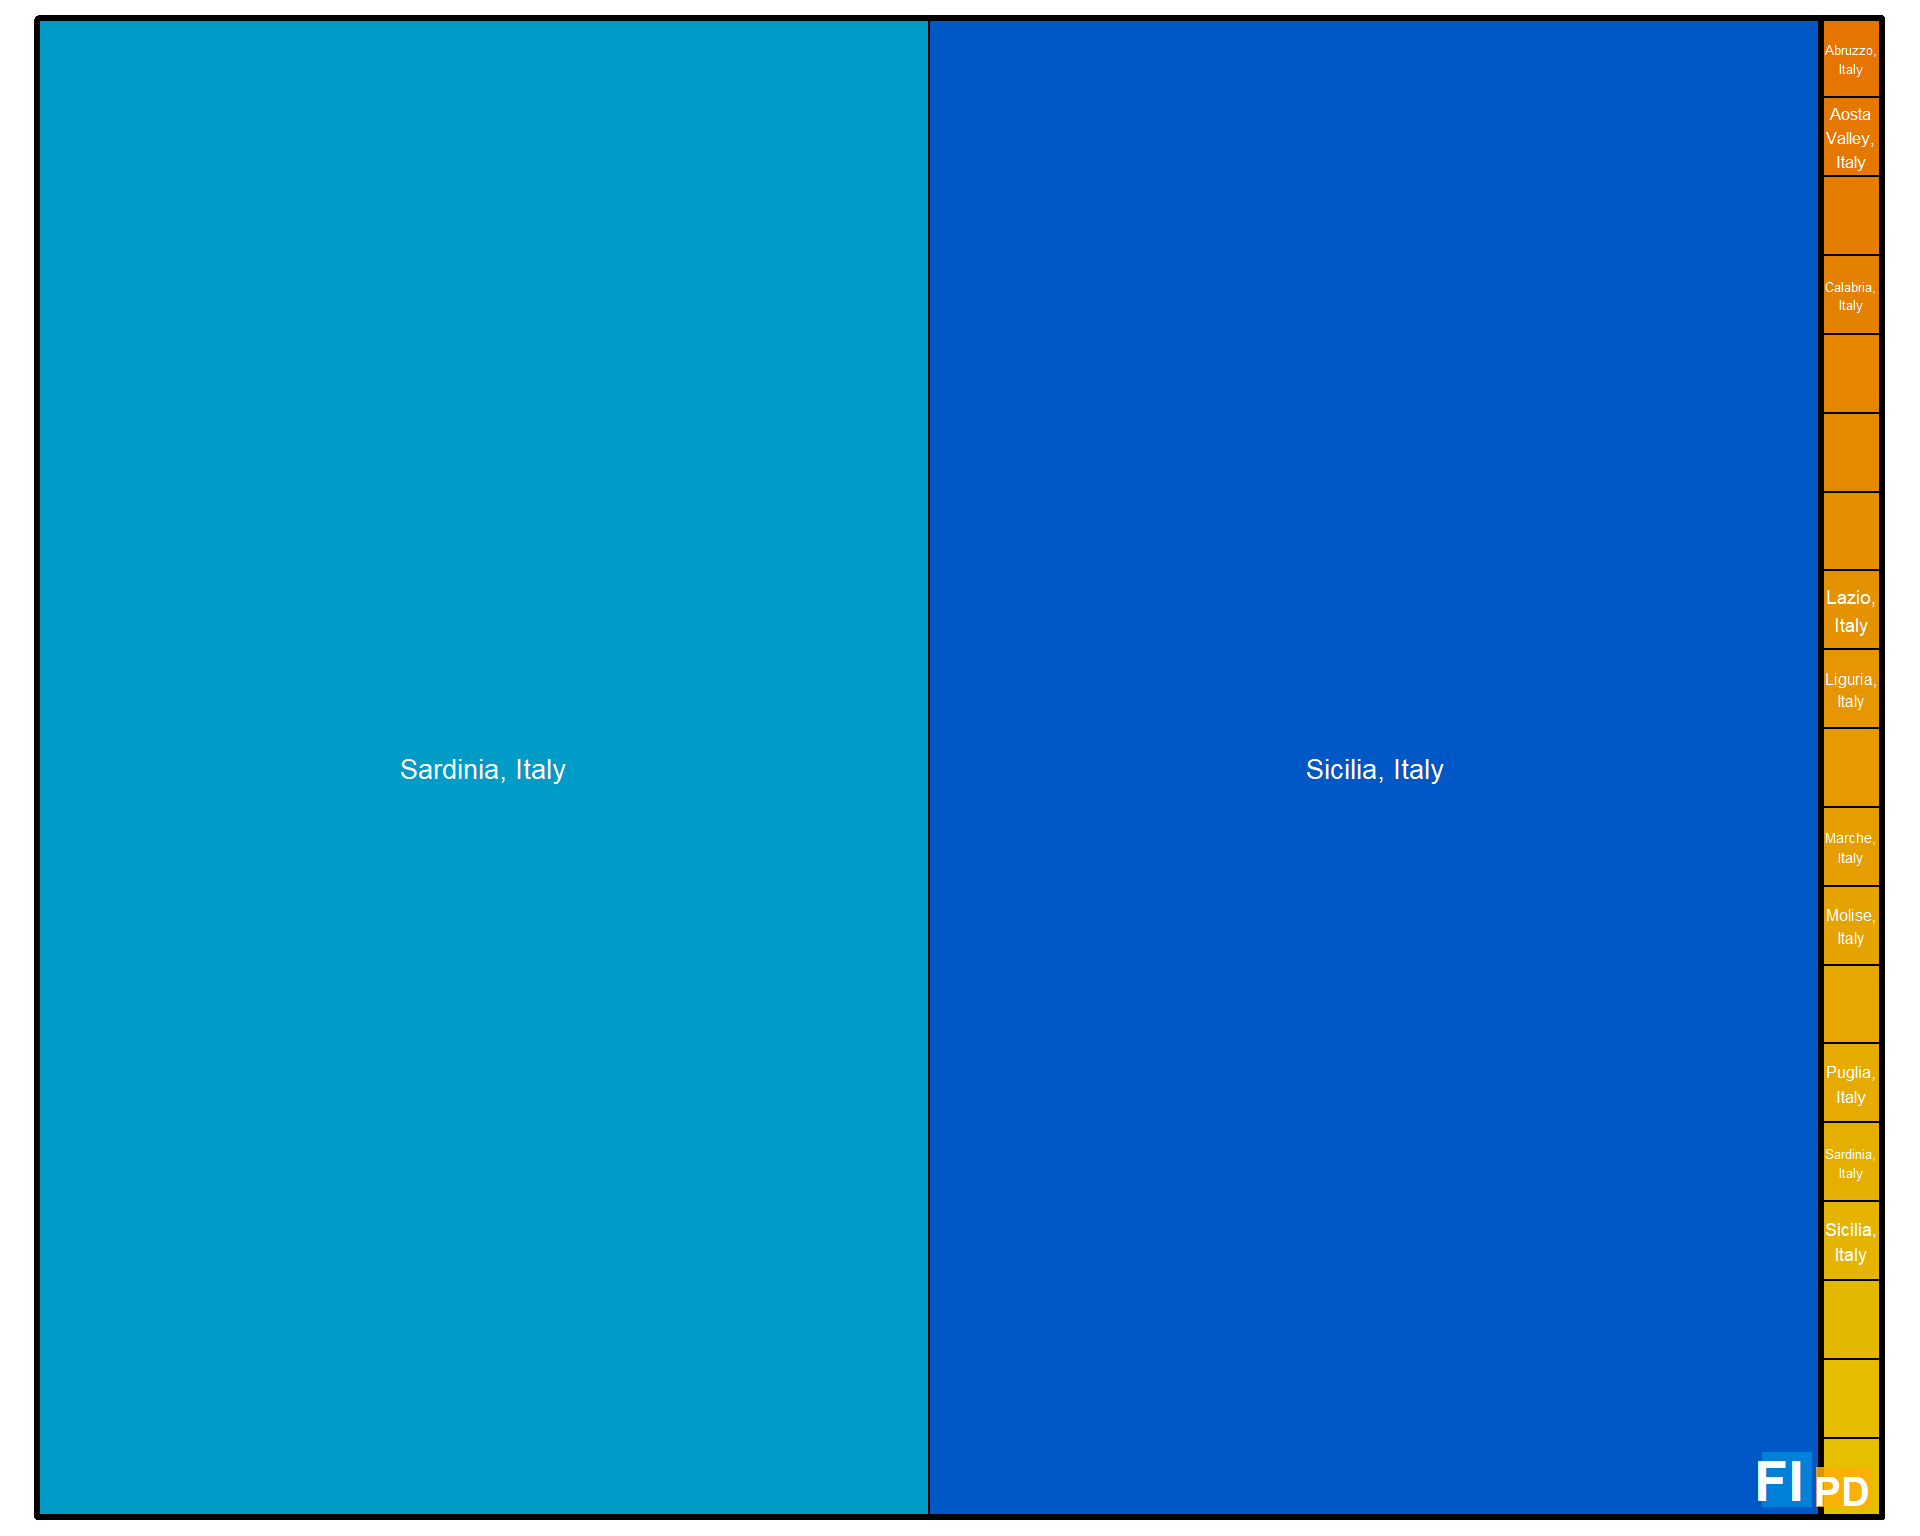 Sardinia, Italy
Sicilia, Italy
Abruzzo,
Italy
Aosta
Valley,
Italy
Calabria,
Italy
Lazio,
Italy
Liguria,
Italy
Marche,
Italy
Molise,
Italy
Puglia,
Italy
Sardinia,
Italy
Sicilia,
Italy
FI
PD